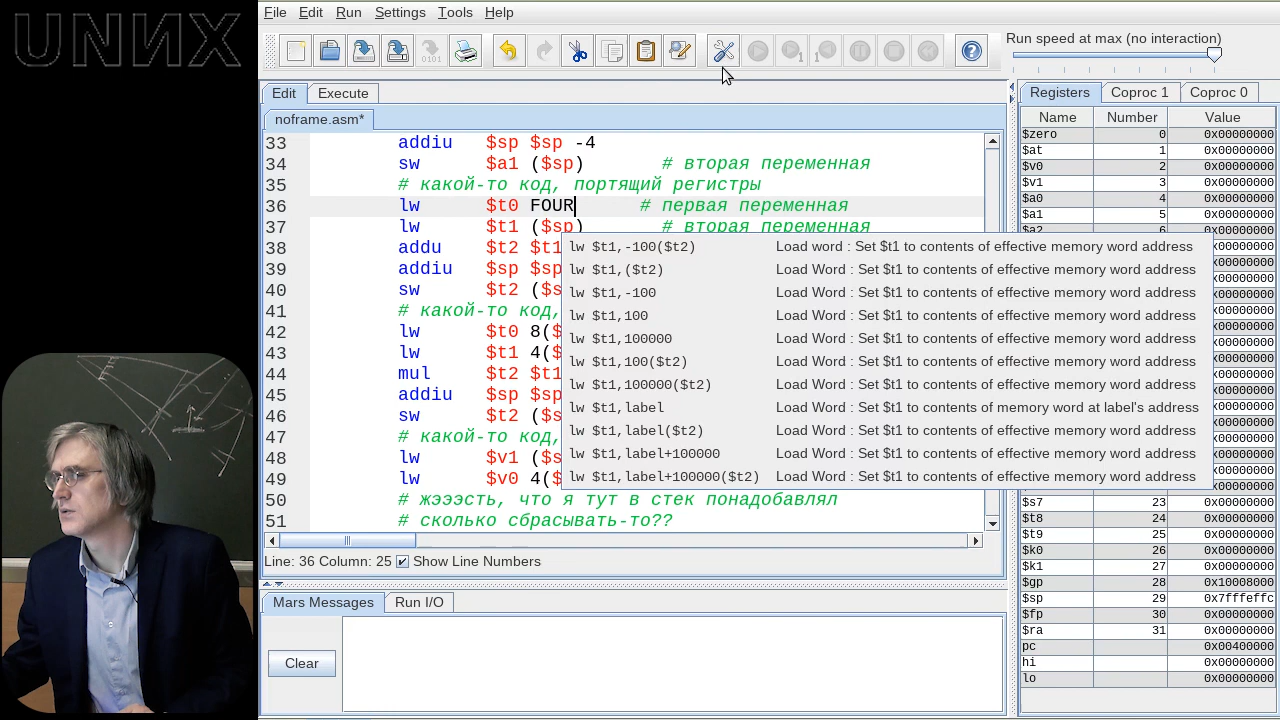 UNИX
File Edit Run Settings Tools Help
Run speed at max (no interaction)
Edit Execute
noframe.asm*
33 addiu $sp $sp -4
34 sw $a1 ($sp) # вторая переменная
35 # какой-то код, портящий регистры
36 lw $t0 FOUR # первая переменная
37 lw $t1 ($sp) # вторая переменная
38 addu $t2 $t1
39 addiu $sp $sp
40 sw $t2 ($s
41 # какой-то код,
42 lw $t0 8($
43 lw $t1 4($
44 mul $t2 $t1
45 addiu $sp $sp
46 sw $t2 ($s
47 # какой-то код,
48 lw $v1 ($s
49 lw $v0 4($
50 # жэээсть, что я тут в стек понадобавлял
51 # сколько сбрасывать-то??
lw $t1,-100($t2) Load word : Set $t1 to contents of effective memory word address
lw $t1,($t2) Load Word : Set $t1 to contents of effective memory word address
lw $t1,-100 Load Word : Set $t1 to contents of effective memory word address
lw $t1,100 Load Word : Set $t1 to contents of effective memory word address
lw $t1,100000 Load Word : Set $t1 to contents of effective memory word address
lw $t1,100($t2) Load Word : Set $t1 to contents of effective memory word address
lw $t1,100000($t2) Load Word : Set $t1 to contents of effective memory word address
lw $t1,label Load Word : Set $t1 to contents of memory word at label's address
lw $t1,label($t2) Load Word : Set $t1 to contents of effective memory word address
lw $t1,label+100000 Load Word : Set $t1 to contents of effective memory word address
lw $t1,label+100000($t2) Load Word : Set $t1 to contents of effective memory word address
Line: 36 Column: 25 Show Line Numbers
Mars Messages Run I/O
Clear
Registers Coproc 1 Coproc 0
Name Number Value
$zero 0 0x00000000
$at 1 0x00000000
$v0 2 0x00000000
$v1 3 0x00000000
$a0 4 0x00000000
$a1 5 0x00000000
$a2 6 0x00000000
$s7 23 0x00000000
$t8 24 0x00000000
$t9 25 0x00000000
$k0 26 0x00000000
$k1 27 0x00000000
$gp 28 0x10008000
$sp 29 0x7fffeffc
$fp 30 0x00000000
$ra 31 0x00000000
pc 0x00400000
hi 0x00000000
lo 0x00000000